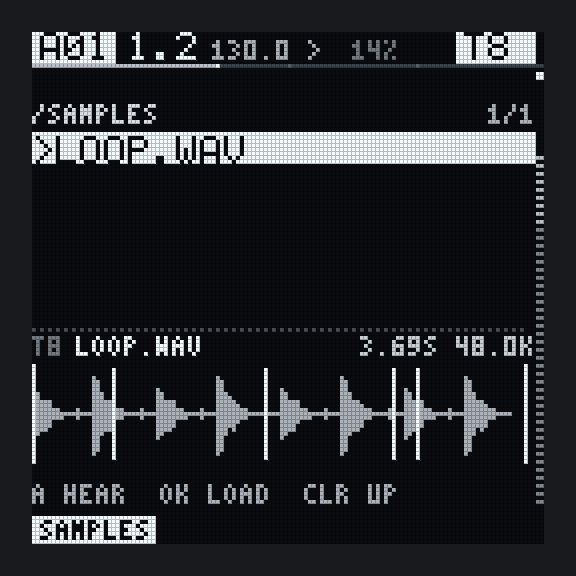 A01 1.2 130.0 > 14% T8
/SAMPLES 1/1
>LOOP.WAV
T8 LOOP.WAV 3.69S 48.0K
A HEAR OK LOAD CLR UP
SAMPLES